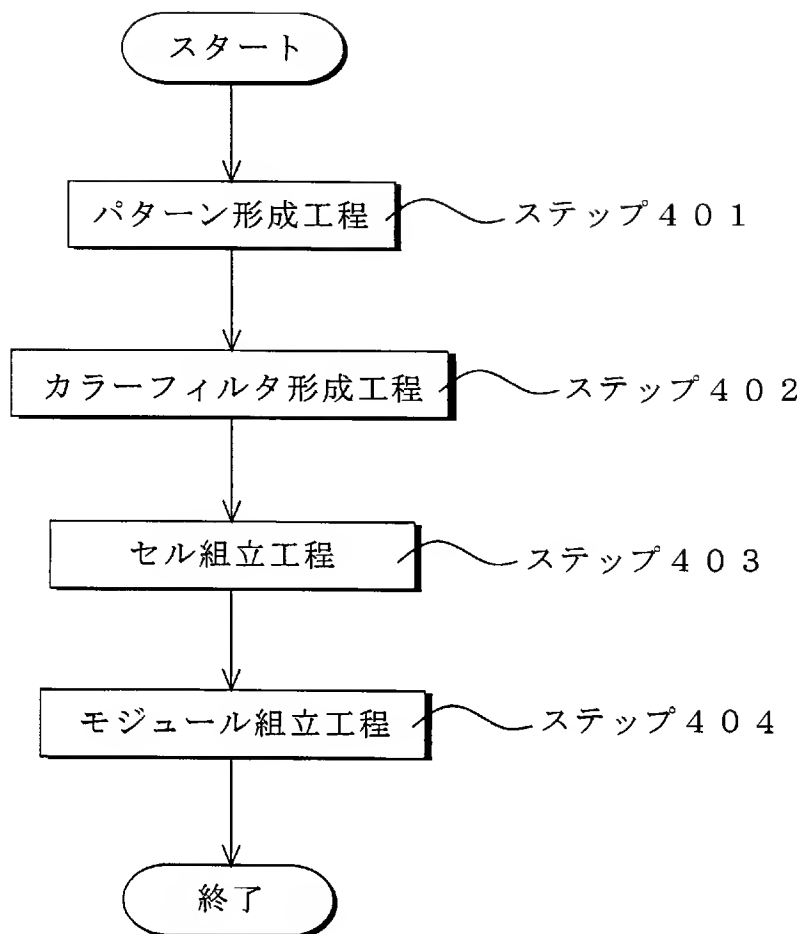 スタート
パターン形成工程
ステップ401
カラーフィルタ形成工程
ステップ402
セル組立工程
ステップ403
モジュール組立工程
ステップ404
終了